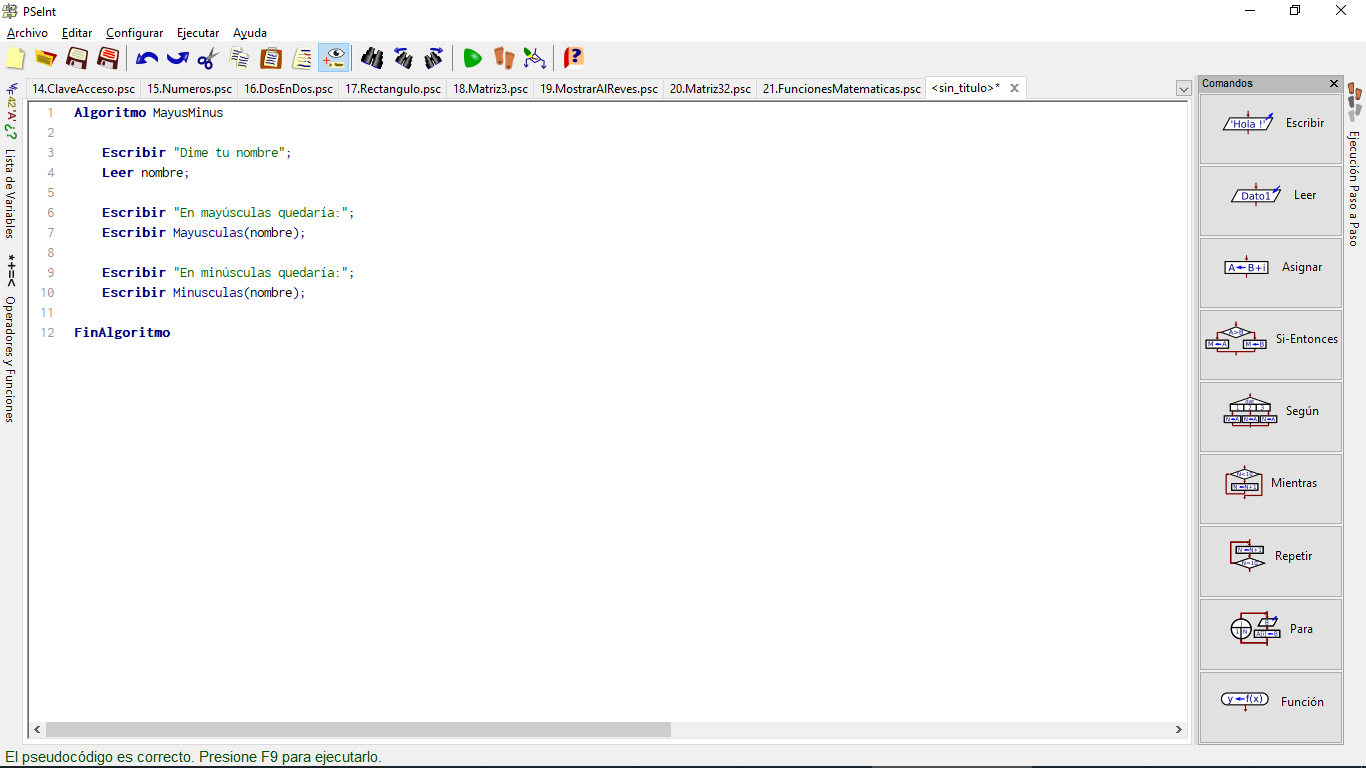 PSeInt
Archivo Editar Configurar Ejecutar Ayuda
14.ClaveAcceso.psc 15.Numeros.psc 16.DosEnDos.psc 17.Rectangulo.psc 18.Matriz3.psc 19.MostrarAlReves.psc 20.Matriz32.psc 21.FuncionesMatematicas.psc <sin_titulo>*
Lista de Variables
*+=<
Operadores y Funciones
1 Algoritmo MayusMinus
2
3 Escribir "Dime tu nombre";
4 Leer nombre;
5
6 Escribir "En mayúsculas quedaría:";
7 Escribir Mayusculas(nombre);
8
9 Escribir "En minúsculas quedaría:";
10 Escribir Minusculas(nombre);
11
12 FinAlgoritmo
Comandos
'Hola !' Escribir
Dato1 Leer
A←B+i Asignar
A>B M←A M←B Si-Entonces
Según
Mientras
Repetir
Para
y←f(x) Función
Ejecución Paso a Paso
El pseudocódigo es correcto. Presione F9 para ejecutarlo.